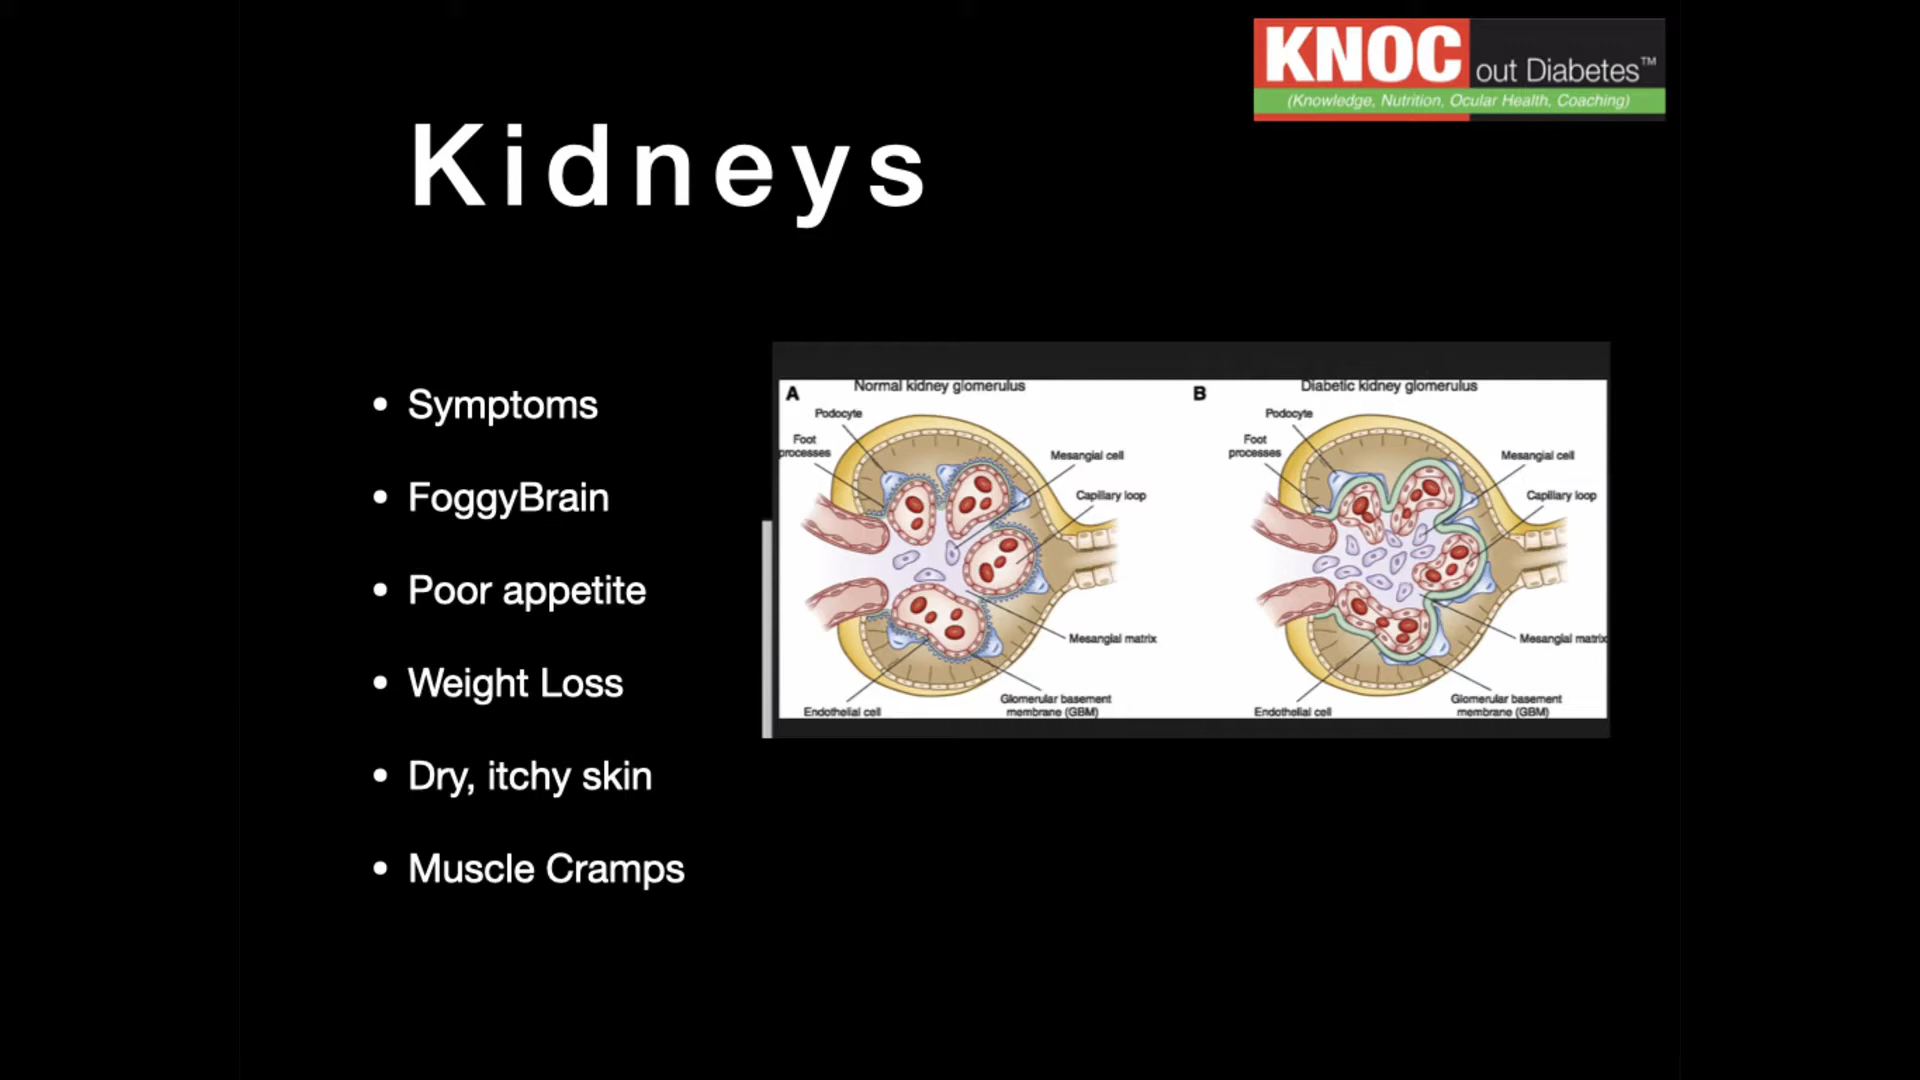 KNOC out Diabetes™
(Knowledge, Nutrition, Ocular Health, Coaching)
Kidneys
• Symptoms
• FoggyBrain
• Poor appetite
• Weight Loss
• Dry, itchy skin
• Muscle Cramps
A
Normal kidney glomerulus
Podocyte
Foot
processes
Mesangial cell
Capillary loop
Mesangial matrix
Glomerular basement
membrane (GBM)
Endothelial cell
B
Diabetic kidney glomerulus
Podocyte
Foot
processes
Mesangial cell
Capillary loop
Mesangial matrix
Glomerular basement
membrane (GBM)
Endothelial cell